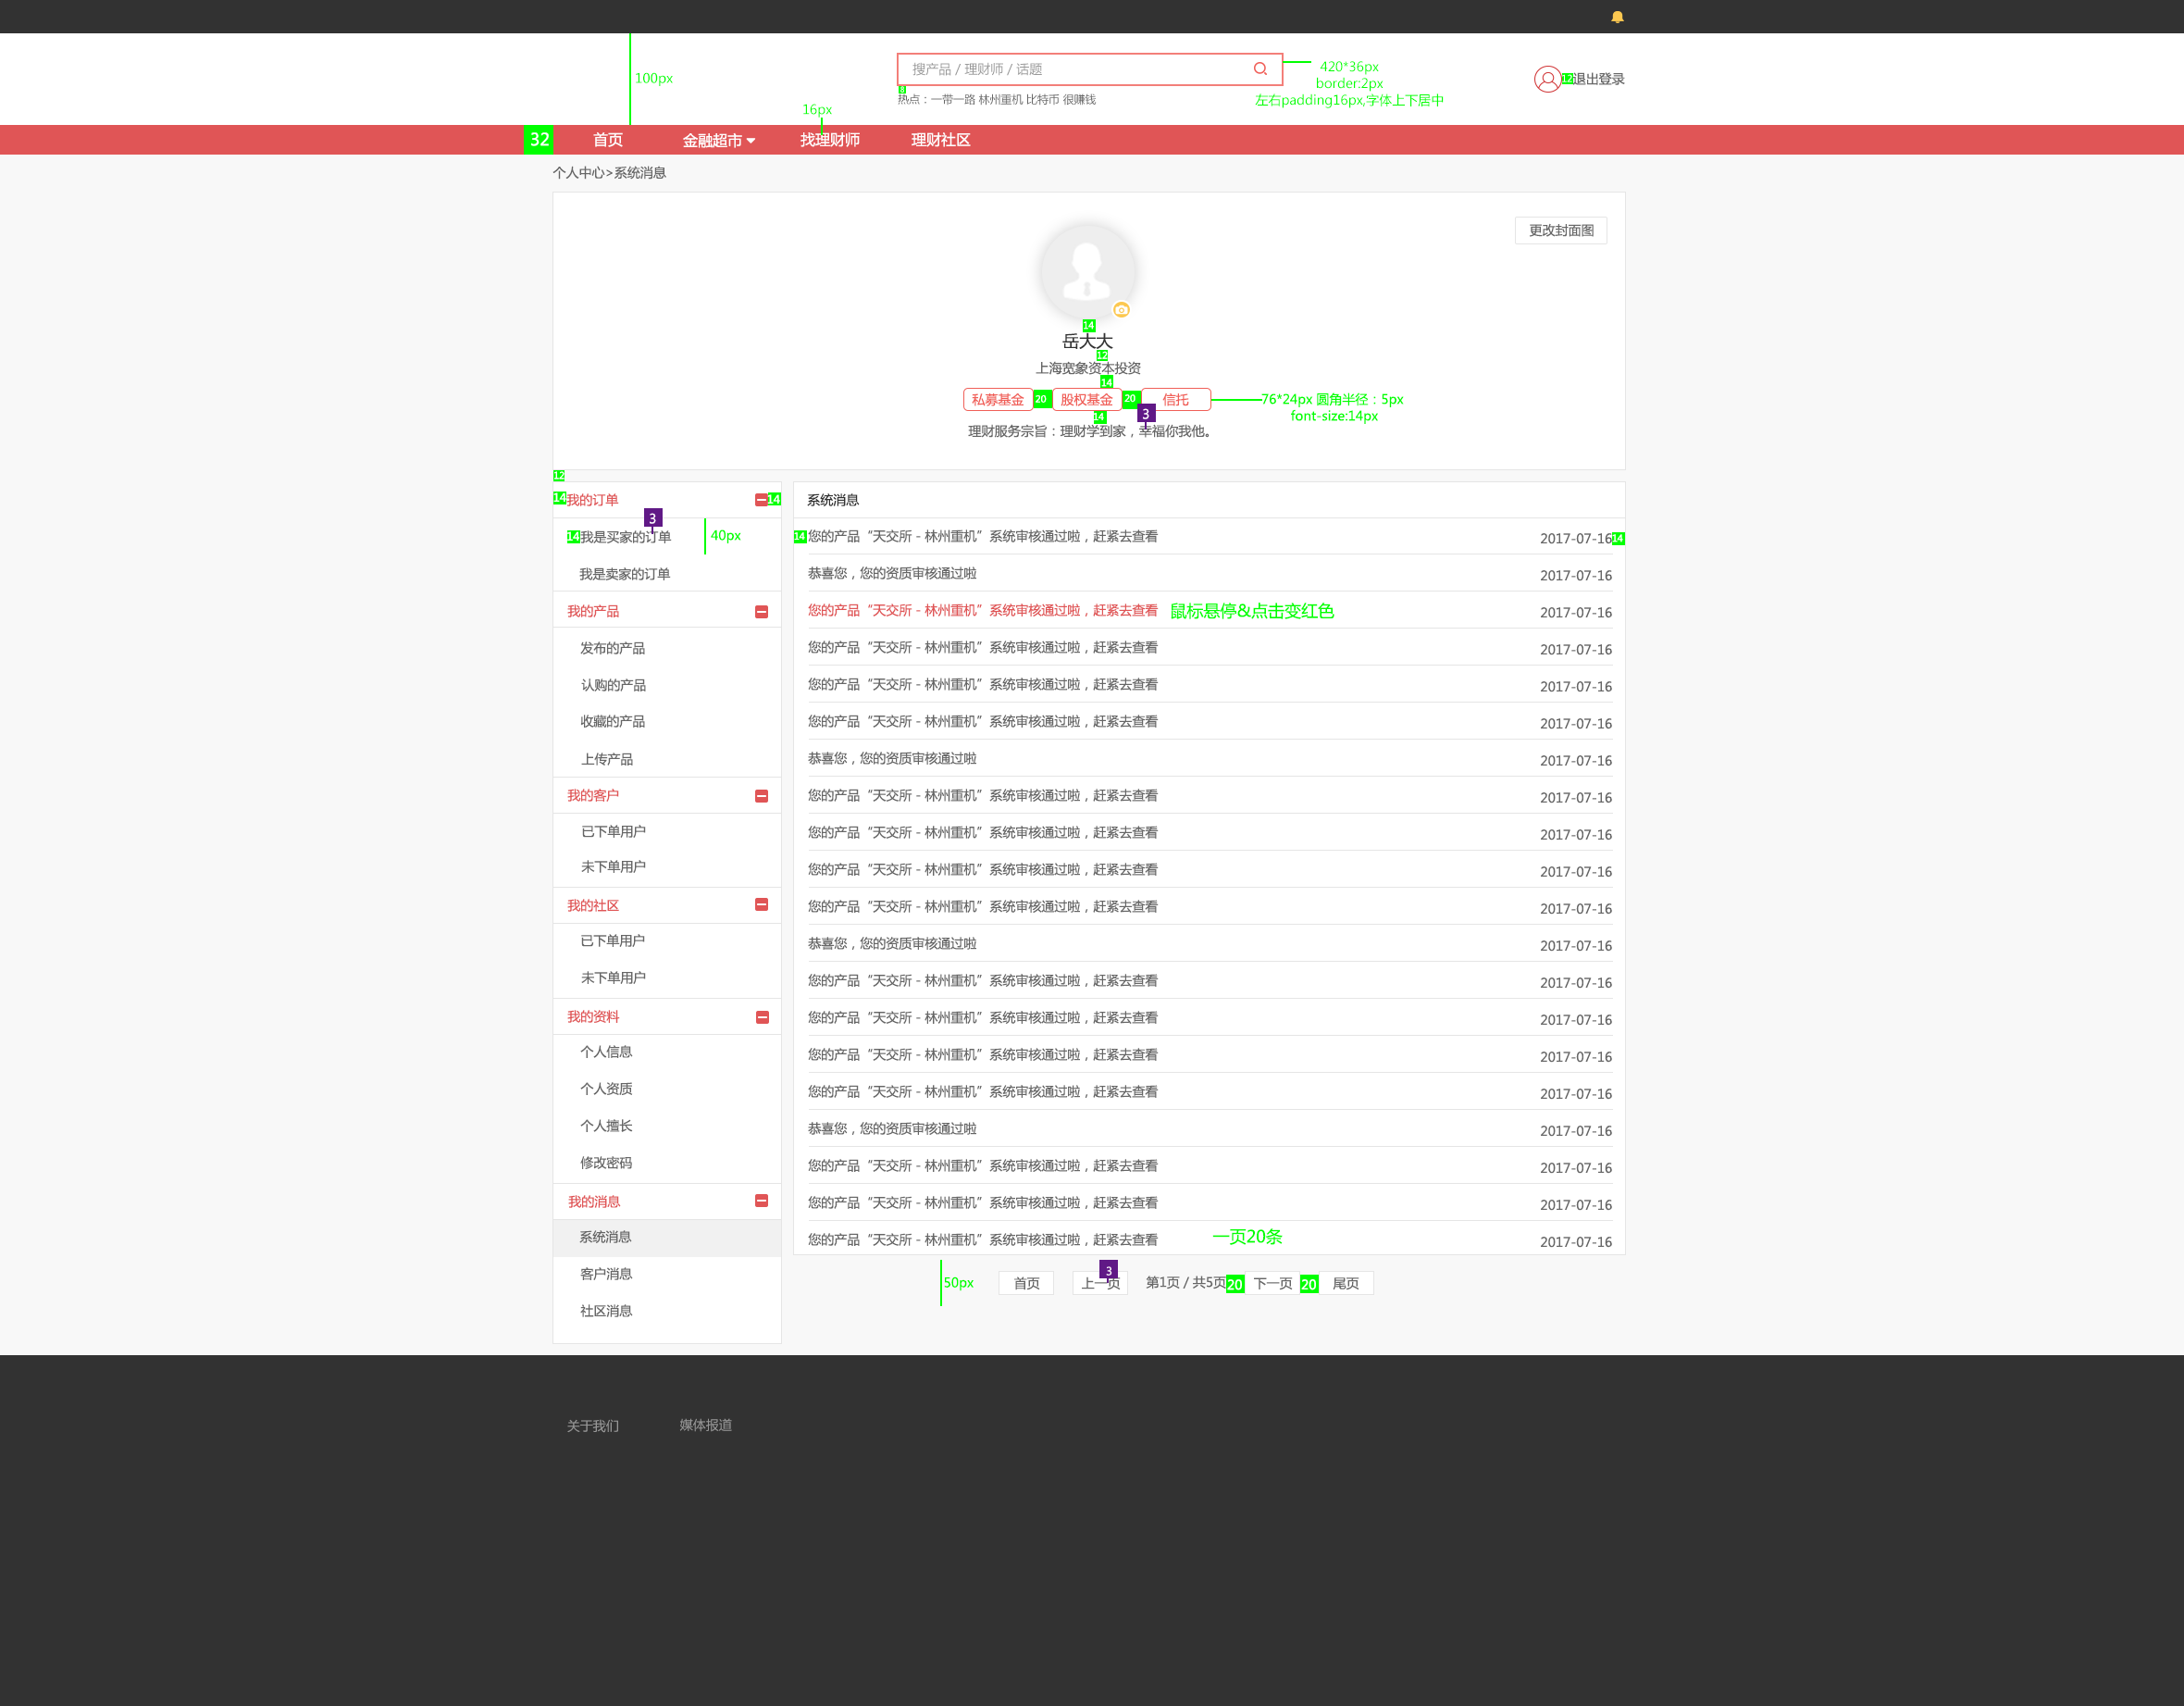 100px
搜产品 / 理财师 / 话题
420*36px
border:2px
左右padding16px,字体上下居中
12
退出登录
8
热点：一带一路 林州重机 比特币 很赚钱
16px
32
首页 金融超市 找理财师 理财社区
个人中心>系统消息
更改封面图
14
岳大大
12
上海宽象资本投资
14
私募基金 20 股权基金 20 信托
76*24px 圆角半径：5px
font-size:14px
3
14
理财服务宗旨：理财学到家，幸福你我他。
12
14 我的订单 14
3
14 我是买家的订单
40px
我是卖家的订单
我的产品
发布的产品
认购的产品
收藏的产品
上传产品
我的客户
已下单用户
未下单用户
我的社区
已下单用户
未下单用户
我的资料
个人信息
个人资质
个人擅长
修改密码
我的消息
系统消息
客户消息
社区消息
系统消息
14 您的产品“天交所 - 林州重机”系统审核通过啦，赶紧去查看 2017-07-16 14
恭喜您，您的资质审核通过啦 2017-07-16
您的产品“天交所 - 林州重机”系统审核通过啦，赶紧去查看 鼠标悬停&点击变红色 2017-07-16
您的产品“天交所 - 林州重机”系统审核通过啦，赶紧去查看 2017-07-16
您的产品“天交所 - 林州重机”系统审核通过啦，赶紧去查看 2017-07-16
您的产品“天交所 - 林州重机”系统审核通过啦，赶紧去查看 2017-07-16
恭喜您，您的资质审核通过啦 2017-07-16
您的产品“天交所 - 林州重机”系统审核通过啦，赶紧去查看 2017-07-16
您的产品“天交所 - 林州重机”系统审核通过啦，赶紧去查看 2017-07-16
您的产品“天交所 - 林州重机”系统审核通过啦，赶紧去查看 2017-07-16
您的产品“天交所 - 林州重机”系统审核通过啦，赶紧去查看 2017-07-16
恭喜您，您的资质审核通过啦 2017-07-16
您的产品“天交所 - 林州重机”系统审核通过啦，赶紧去查看 2017-07-16
您的产品“天交所 - 林州重机”系统审核通过啦，赶紧去查看 2017-07-16
您的产品“天交所 - 林州重机”系统审核通过啦，赶紧去查看 2017-07-16
您的产品“天交所 - 林州重机”系统审核通过啦，赶紧去查看 2017-07-16
恭喜您，您的资质审核通过啦 2017-07-16
您的产品“天交所 - 林州重机”系统审核通过啦，赶紧去查看 2017-07-16
您的产品“天交所 - 林州重机”系统审核通过啦，赶紧去查看 2017-07-16
您的产品“天交所 - 林州重机”系统审核通过啦，赶紧去查看 一页20条 2017-07-16
3
50px 首页 上一页 第1页 / 共5页 20 下一页 20 尾页
关于我们 媒体报道